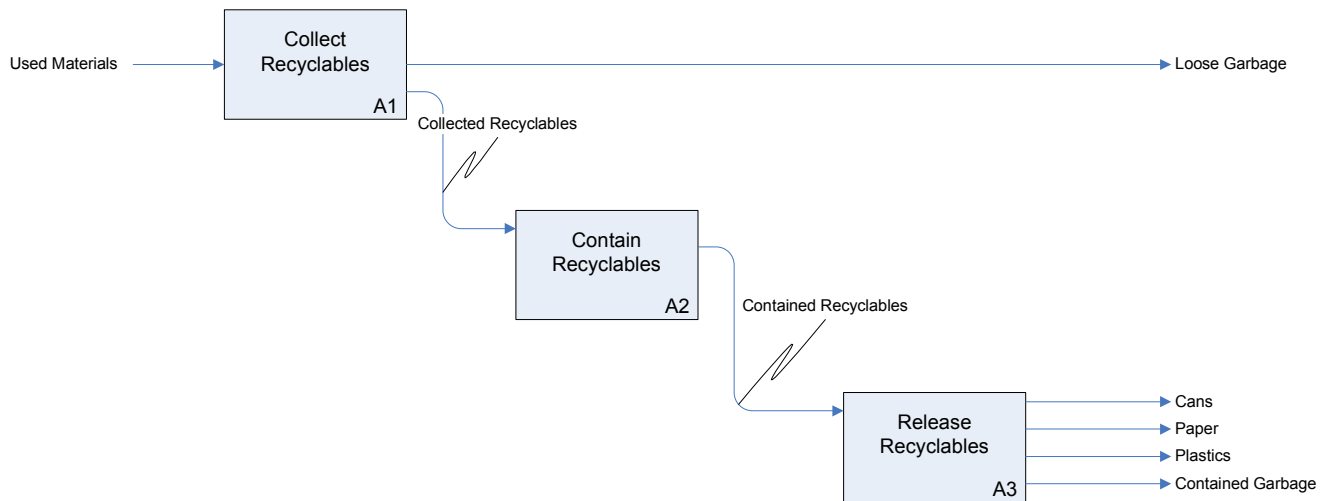 Collect
Recyclables
A1
Used Materials
Loose Garbage
Collected Recyclables
Contain
Recyclables
A2
Contained Recyclables
Release
Recyclables
A3
Cans
Paper
Plastics
Contained Garbage